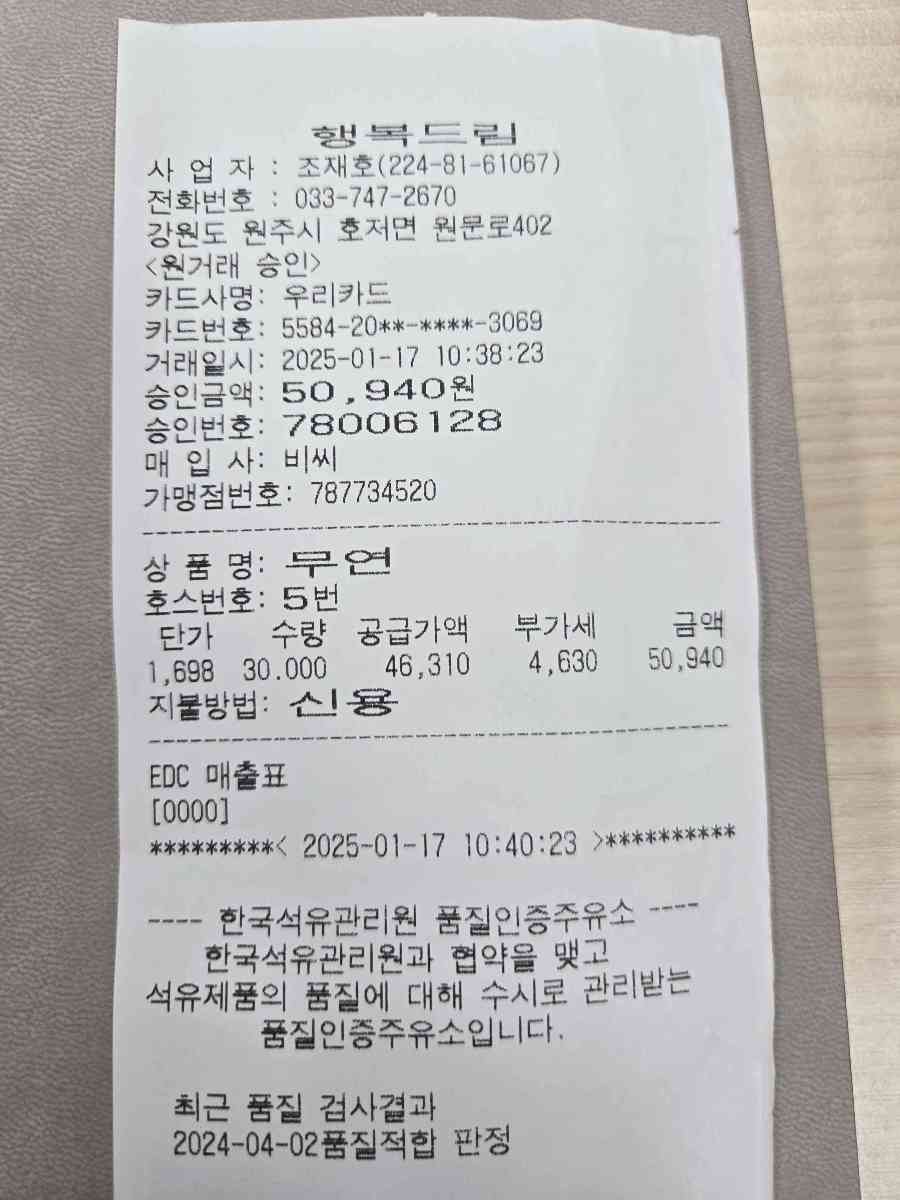 행복드림
사 업 자 : 조재호(224-81-61067)
전화번호 : 033-747-2670
강원도 원주시 호저면 원문로402
<원거래 승인>
카드사명: 우리카드
카드번호: 5584-20**-****-3069
거래일시: 2025-01-17 10:38:23
승인금액: 50,940원
승인번호: 78006128
매 입 사: 비씨
가맹점번호: 787734520
상 품 명: 무연
호스번호: 5번
단가 수량 공급가액 부가세 금액
1,698 30.000 46,310 4,630 50,940
지불방법: 신용
EDC 매출표
[0000]
*********< 2025-01-17 10:40:23 >**********
---- 한국석유관리원 품질인증주유소 ----
한국석유관리원과 협약을 맺고
석유제품의 품질에 대해 수시로 관리받는
품질인증주유소입니다.
최근 품질 검사결과
2024-04-02품질적합 판정